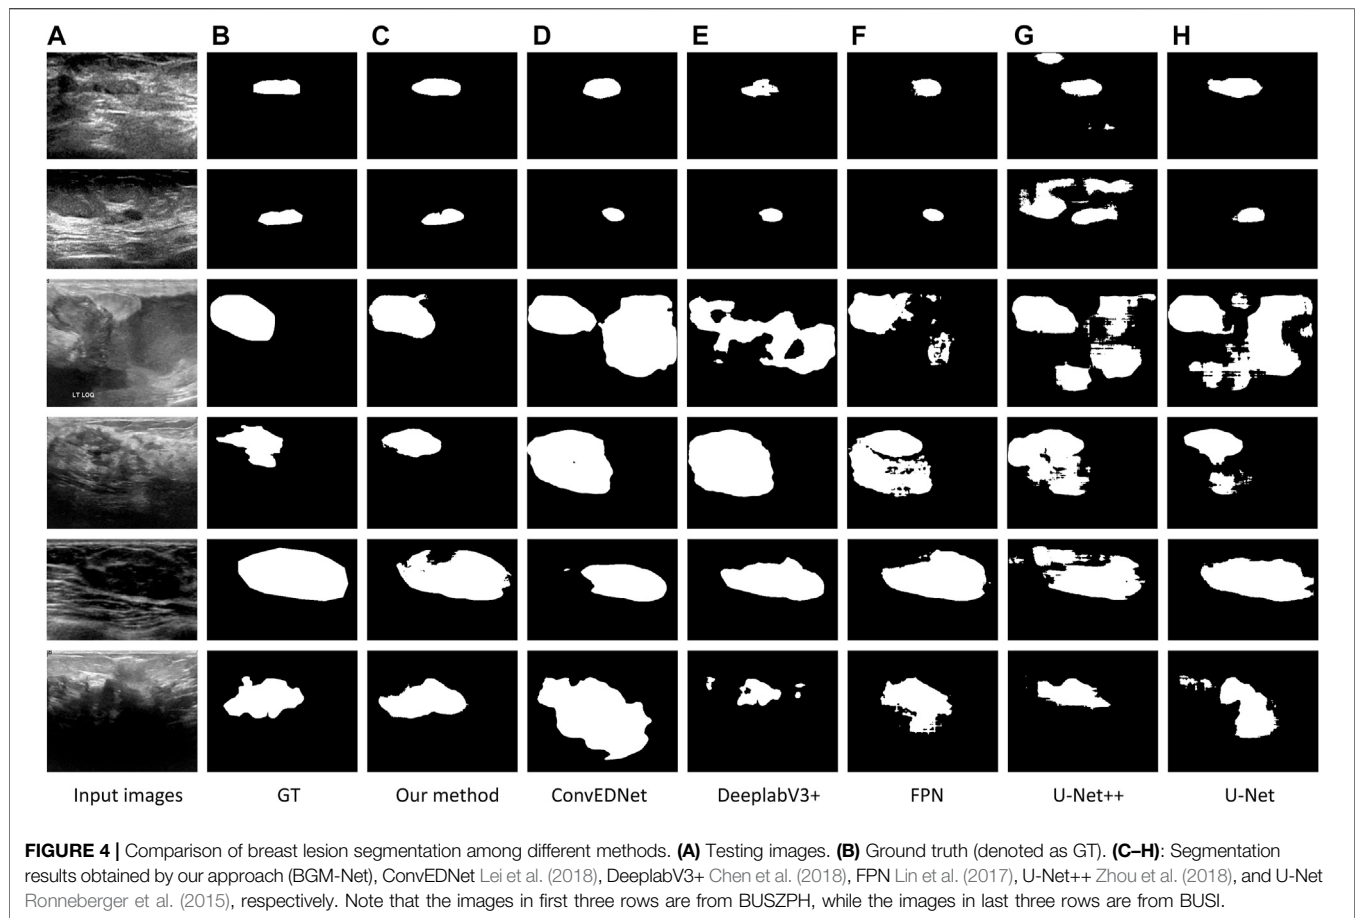 A B C D E F G H
LT LOQ
Input images GT Our method ConvEDNet DeeplabV3+ FPN U-Net++ U-Net
FIGURE 4 | Comparison of breast lesion segmentation among different methods. (A) Testing images. (B) Ground truth (denoted as GT). (C–H): Segmentation
results obtained by our approach (BGM-Net), ConvEDNet Lei et al. (2018), DeeplabV3+ Chen et al. (2018), FPN Lin et al. (2017), U-Net++ Zhou et al. (2018), and U-Net
Ronneberger et al. (2015), respectively. Note that the images in first three rows are from BUSZPH, while the images in last three rows are from BUSI.